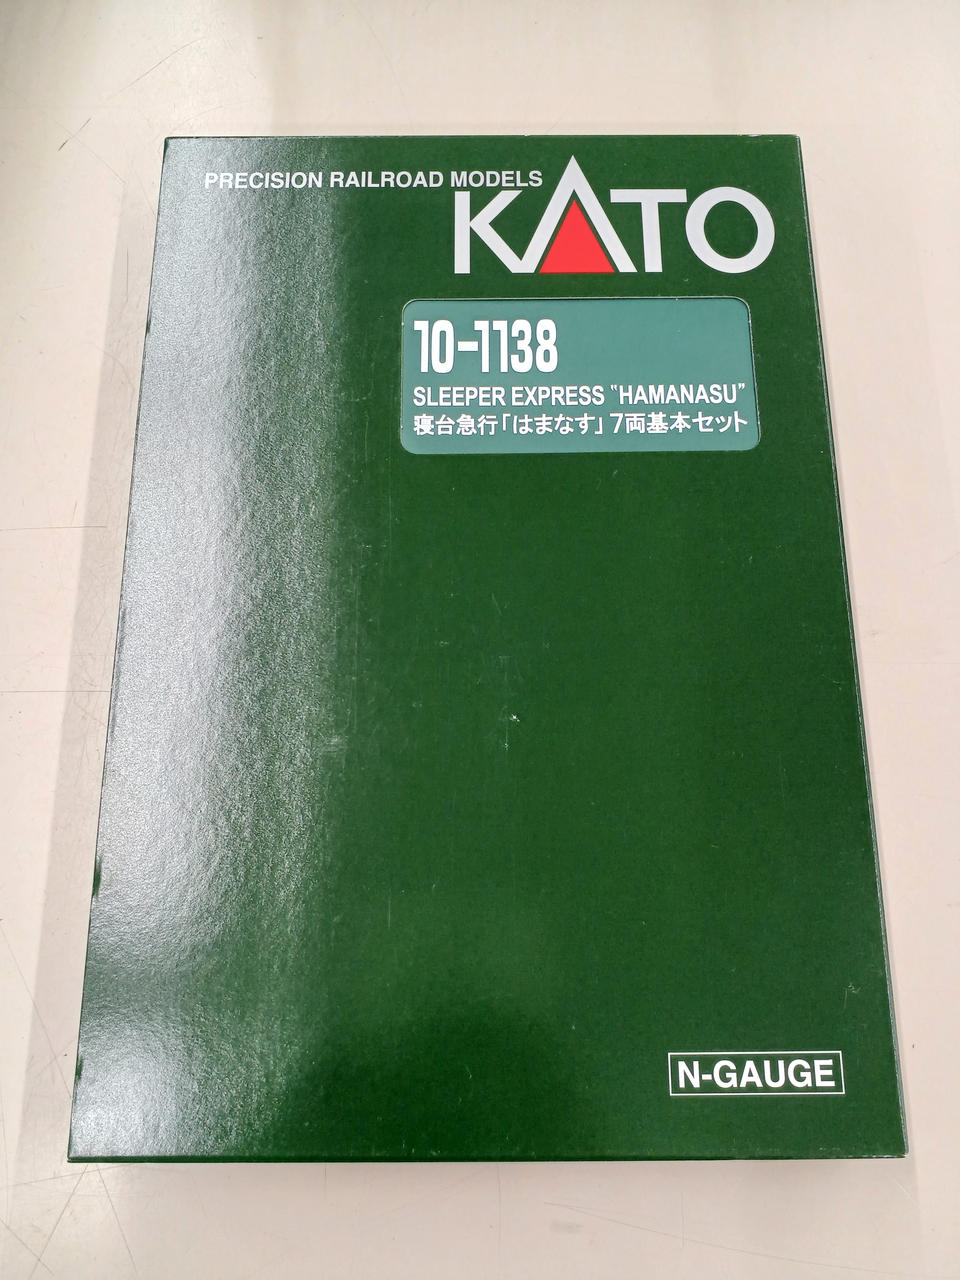 PRECISION RAILROAD MODELS
KATO
10-1138
SLEEPER EXPRESS "HAMANASU"
寝台急行「はまなす」7両基本セット
N-GAUGE